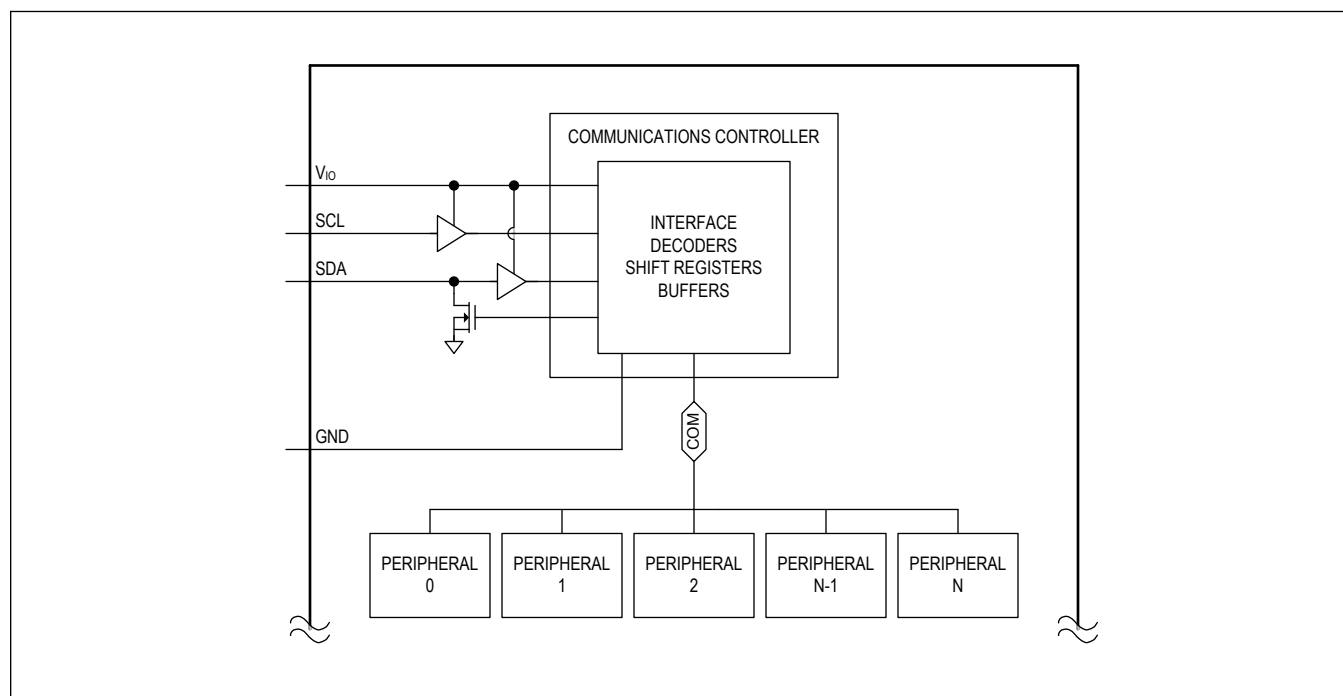 COMMUNICATIONS CONTROLLER
VIO
SCL
SDA
INTERFACE
DECODERS
SHIFT REGISTERS
BUFFERS
GND
COM
PERIPHERAL
0
PERIPHERAL
1
PERIPHERAL
2
PERIPHERAL
N-1
PERIPHERAL
N